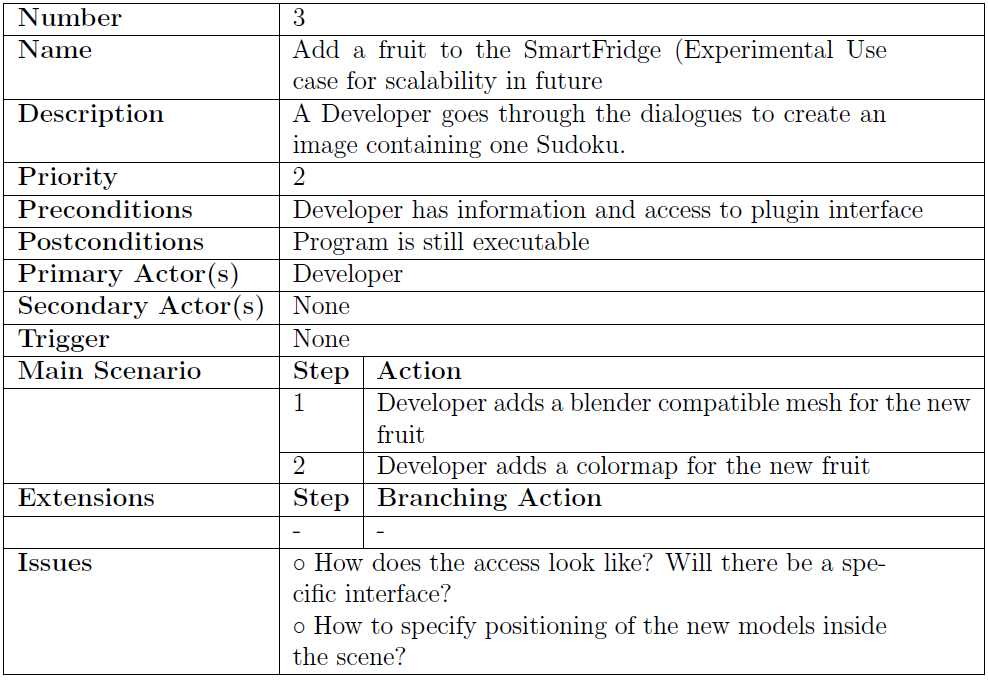 Number 3
Name Add a fruit to the SmartFridge (Experimental Use
case for scalability in future
Description A Developer goes through the dialogues to create an
image containing one Sudoku.
Priority 2
Preconditions Developer has information and access to plugin interface
Postconditions Program is still executable
Primary Actor(s) Developer
Secondary Actor(s) None
Trigger None
Main Scenario Step Action
1 Developer adds a blender compatible mesh for the new
fruit
2 Developer adds a colormap for the new fruit
Extensions Step Branching Action
- -
Issues ○ How does the access look like? Will there be a spe-
cific interface?
○ How to specify positioning of the new models inside
the scene?